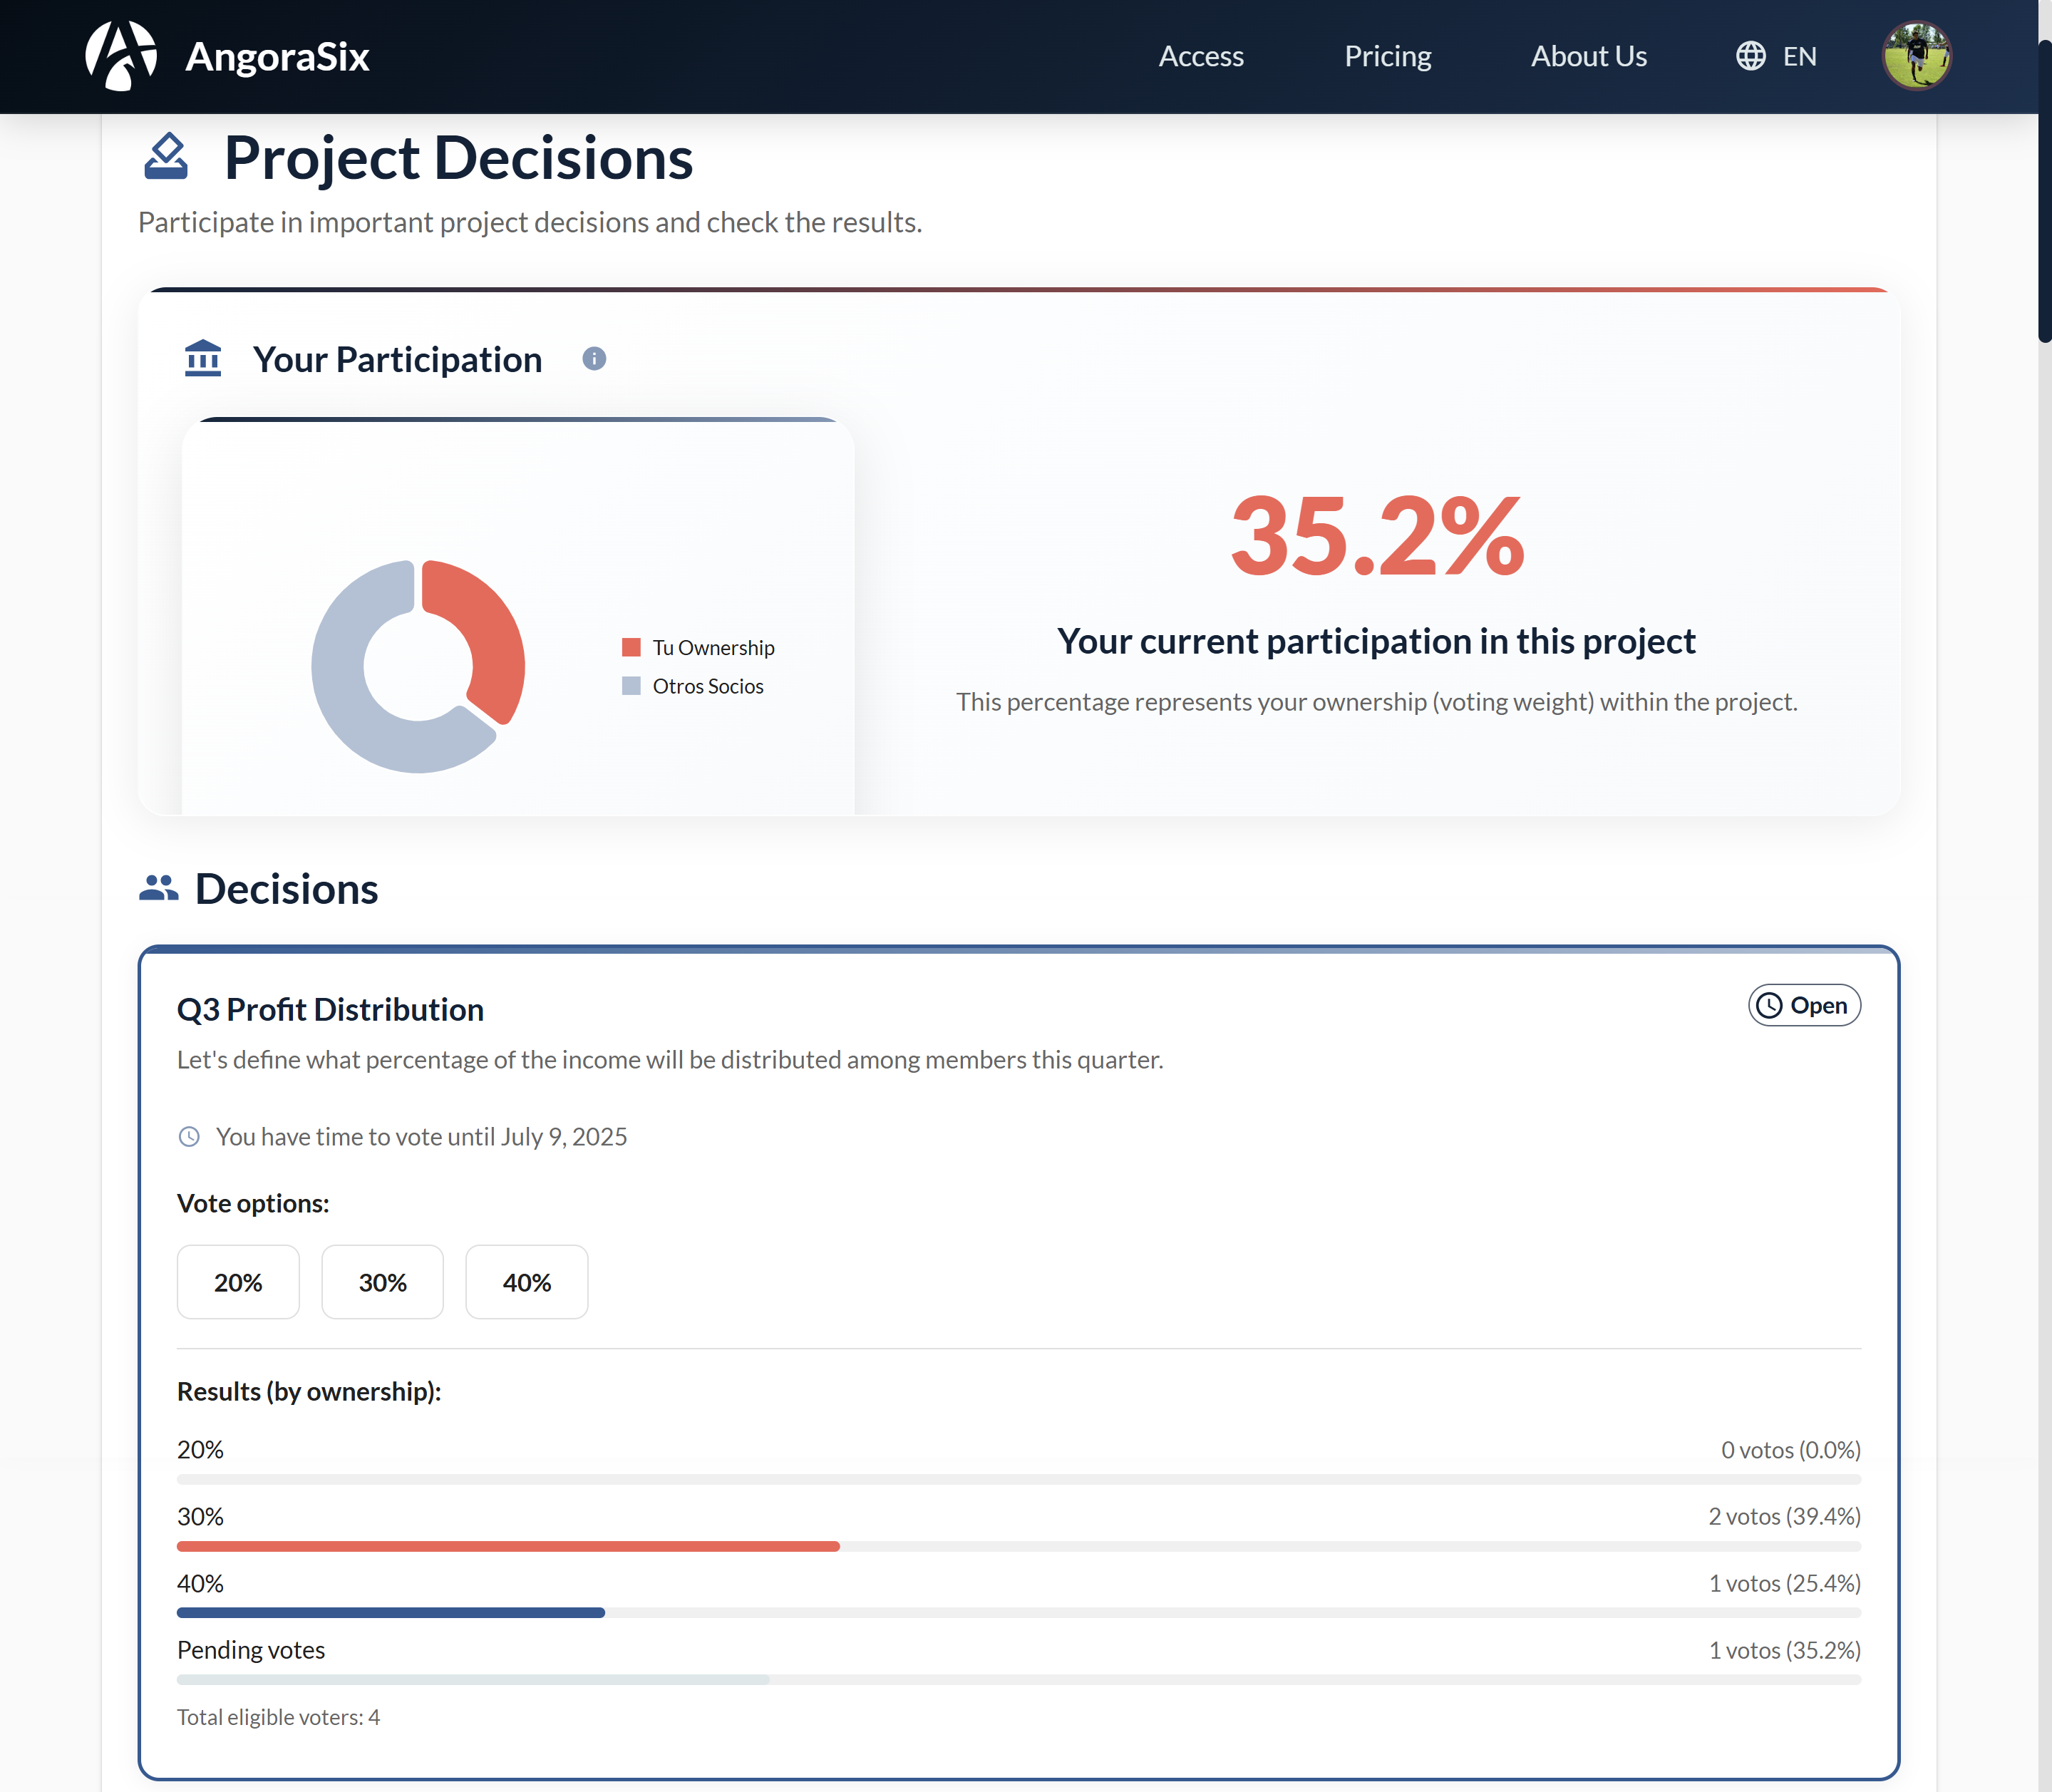 AngoraSix
Access
Pricing
About Us
EN
Project Decisions
Participate in important project decisions and check the results.
Your Participation
Tu Ownership
Otros Socios
35.2%
Your current participation in this project
This percentage represents your ownership (voting weight) within the project.
Decisions
Q3 Profit Distribution
Open
Let's define what percentage of the income will be distributed among members this quarter.
You have time to vote until July 9, 2025
Vote options:
20%
30%
40%
Results (by ownership):
20%
0 votos (0.0%)
30%
2 votos (39.4%)
40%
1 votos (25.4%)
Pending votes
1 votos (35.2%)
Total eligible voters: 4